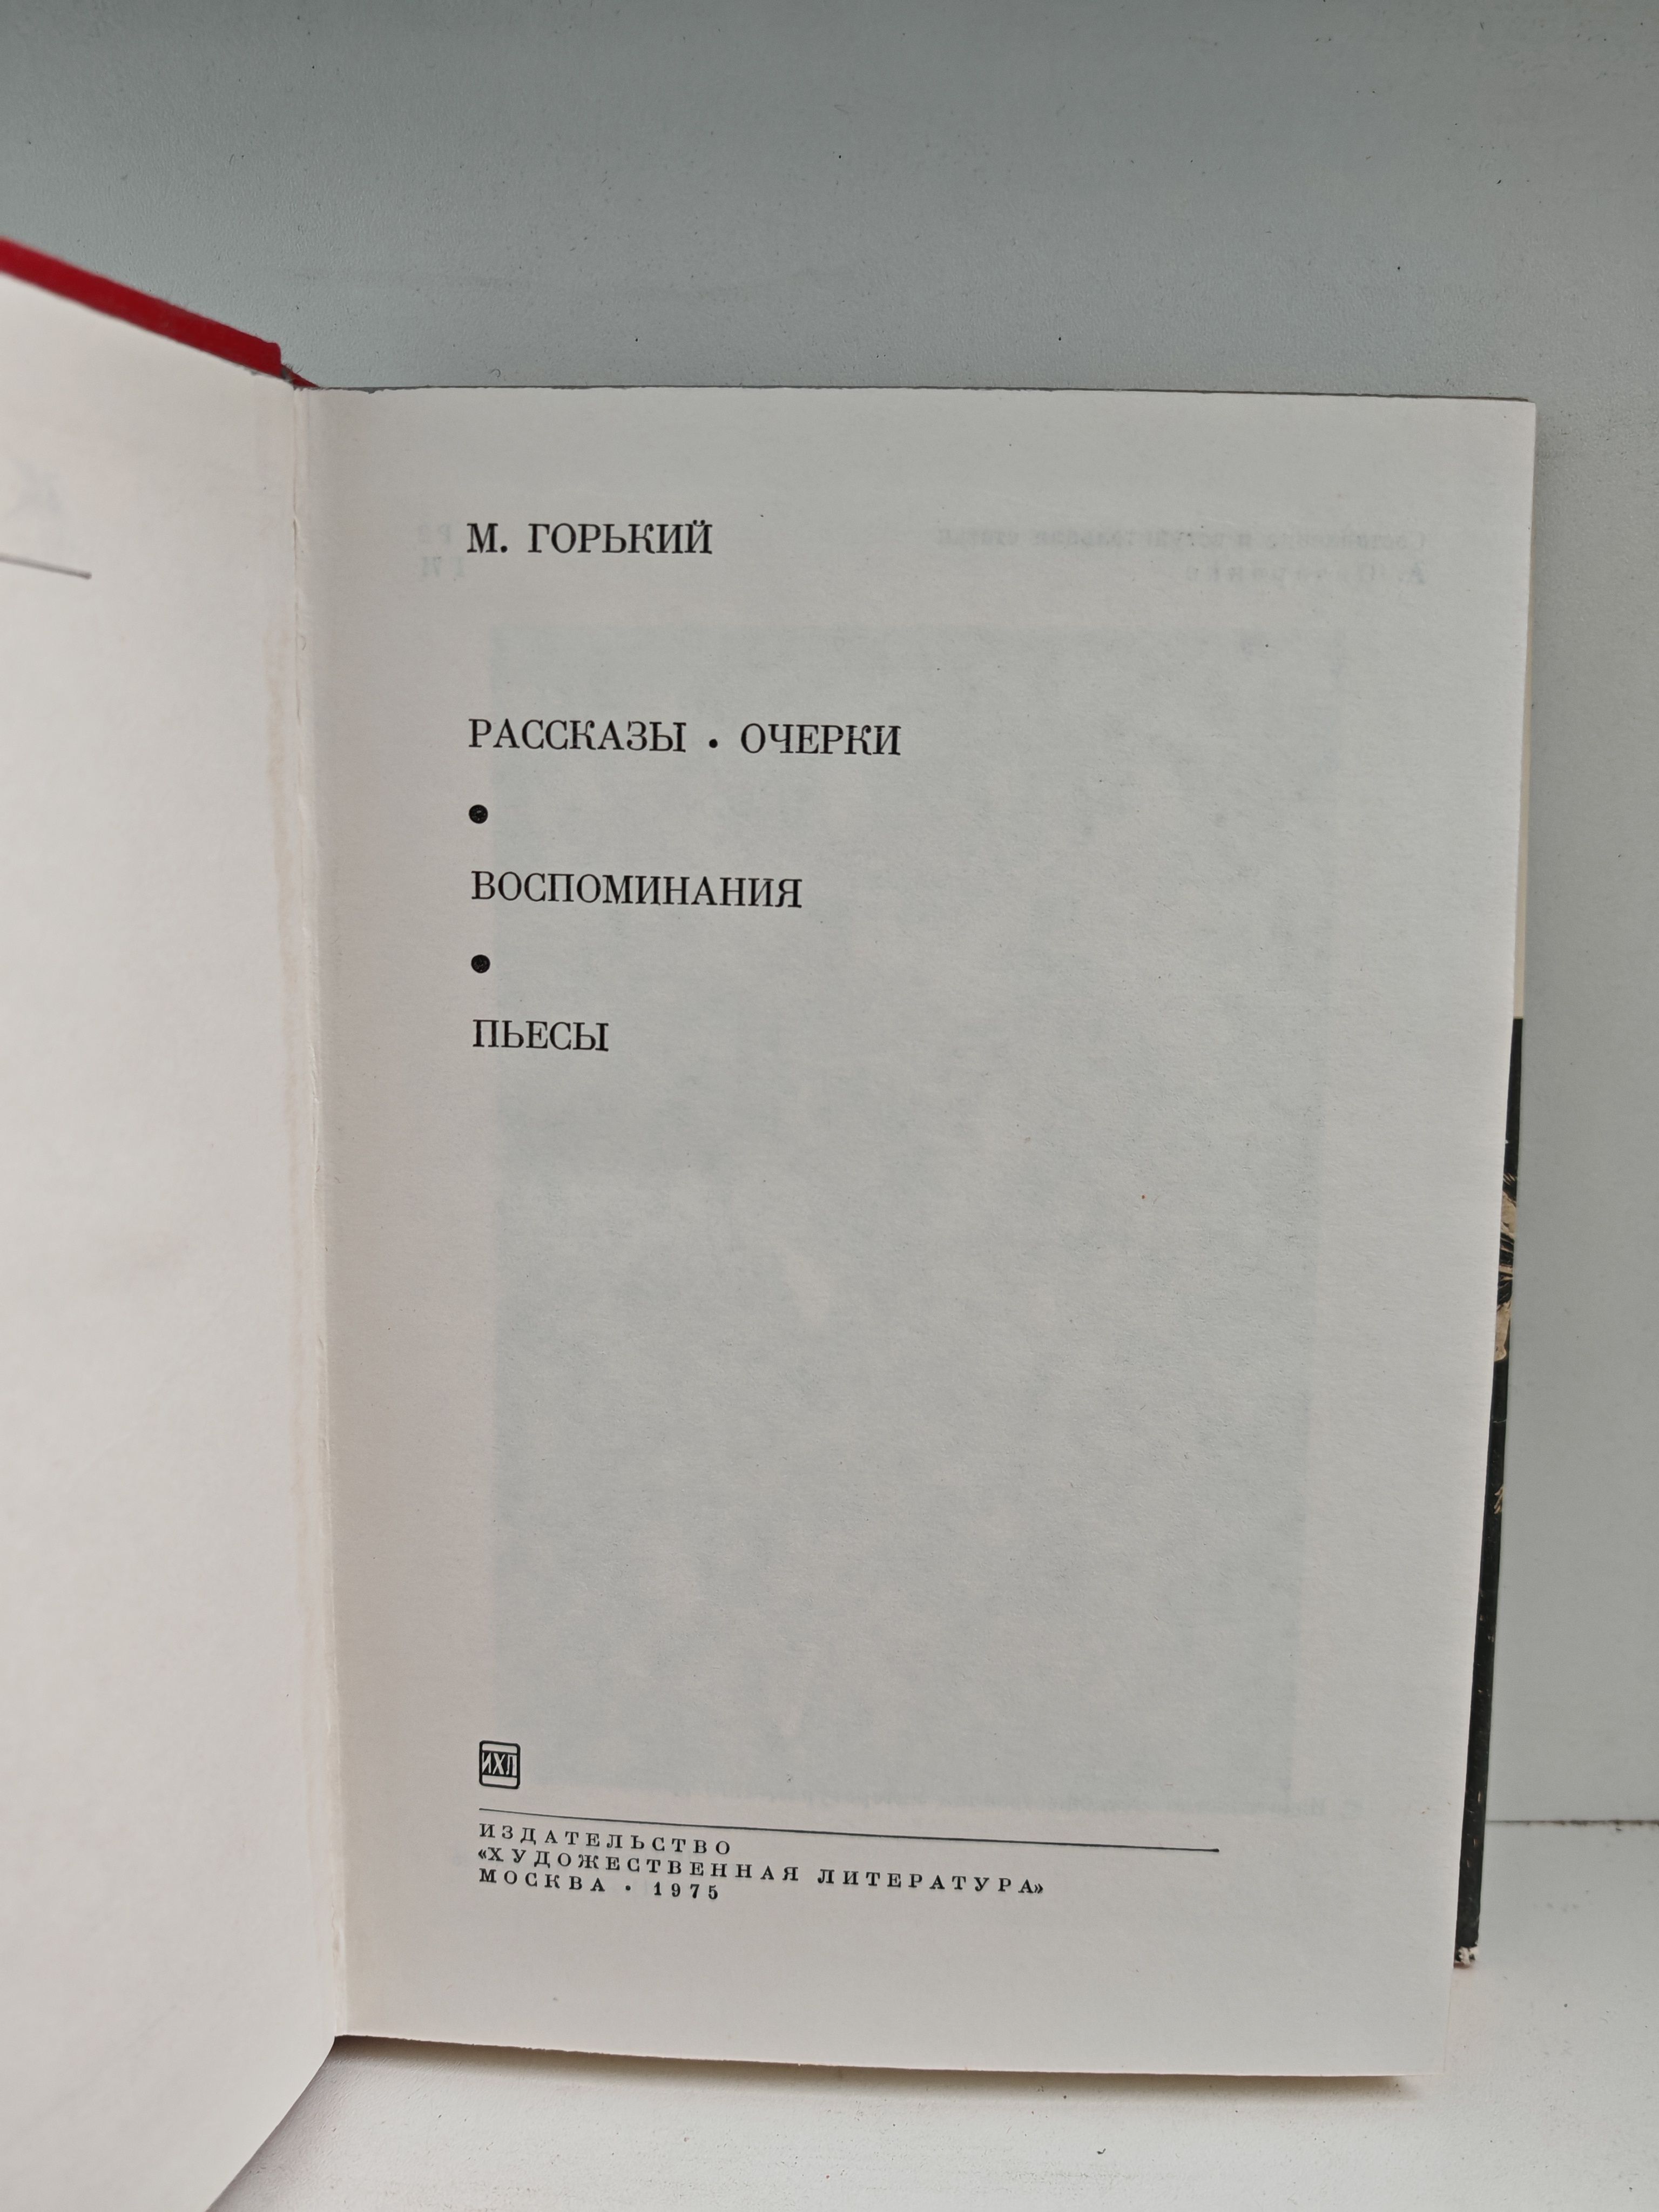 М. ГОРЬКИЙ
РАССКАЗЫ • ОЧЕРКИ
•
ВОСПОМИНАНИЯ
•
ПЬЕСЫ
ИХЛ
ИЗДАТЕЛЬСТВО
«ХУДОЖЕСТВЕННАЯ ЛИТЕРАТУРА»
МОСКВА • 1975